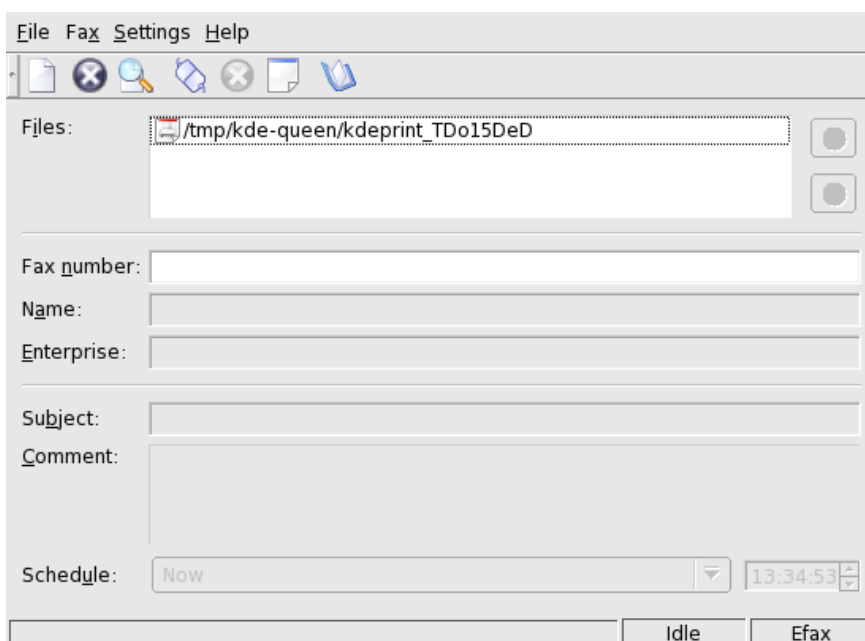 File Fax Settings Help
Files:
/tmp/kde-queen/kdeprint_TDo15DeD
Fax number:
Name:
Enterprise:
Subject:
Comment:
Schedule:
Now
13:34:53
Idle
Efax